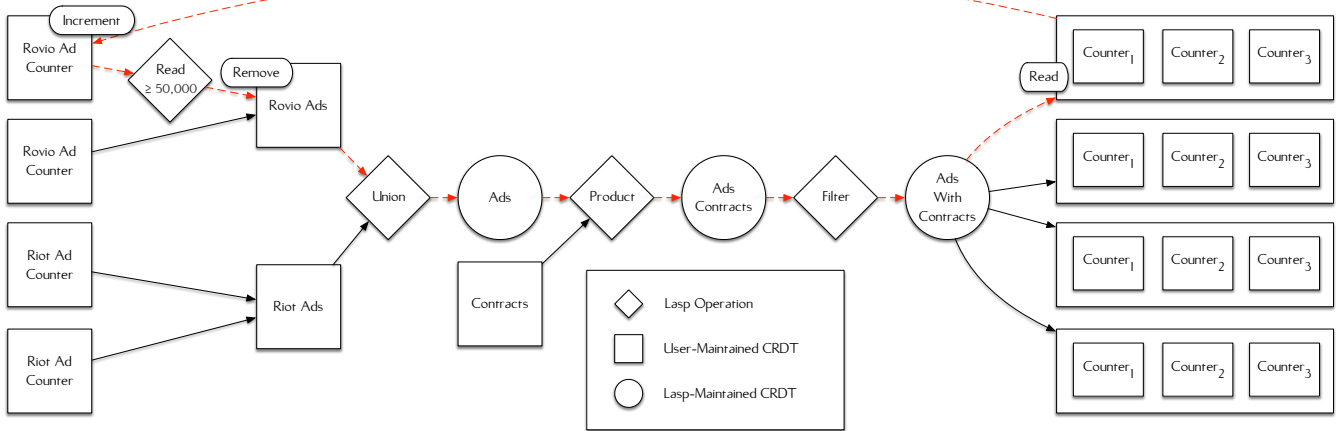 Increment
Rovio Ad
Counter
Read
≥ 50,000
Remove
Rovio Ads
Rovio Ad
Counter
Riot Ad
Counter
Riot Ad
Counter
Riot Ads
Union
Ads
Contracts
Product
Ads
Contracts
Filter
Ads
With
Contracts
Read
Counter1 Counter2 Counter3
Counter1 Counter2 Counter3
Counter1 Counter2 Counter3
Counter1 Counter2 Counter3
Lasp Operation
User-Maintained CRDT
Lasp-Maintained CRDT